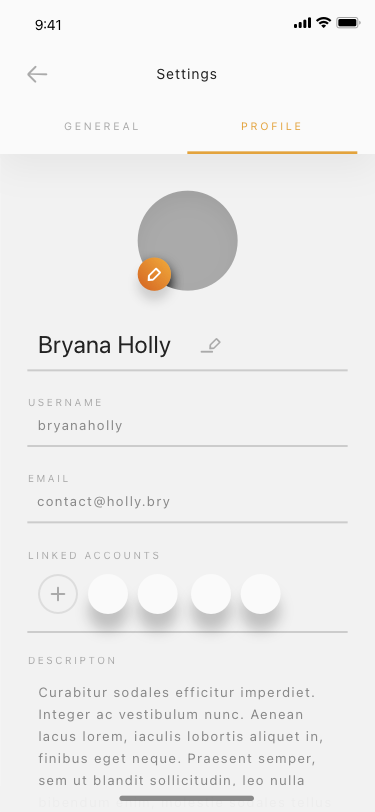 9:41
Settings
GENEREAL
PROFILE
Bryana Holly
USERNAME
bryanaholly
EMAIL
contact@holly.bry
LINKED ACCOUNTS
DESCRIPTON
Curabitur sodales efficitur imperdiet.
Integer ac vestibulum nunc. Aenean
lacus lorem, iaculis lobortis aliquet in,
finibus eget neque. Praesent semper,
sem ut blandit sollicitudin, leo nulla